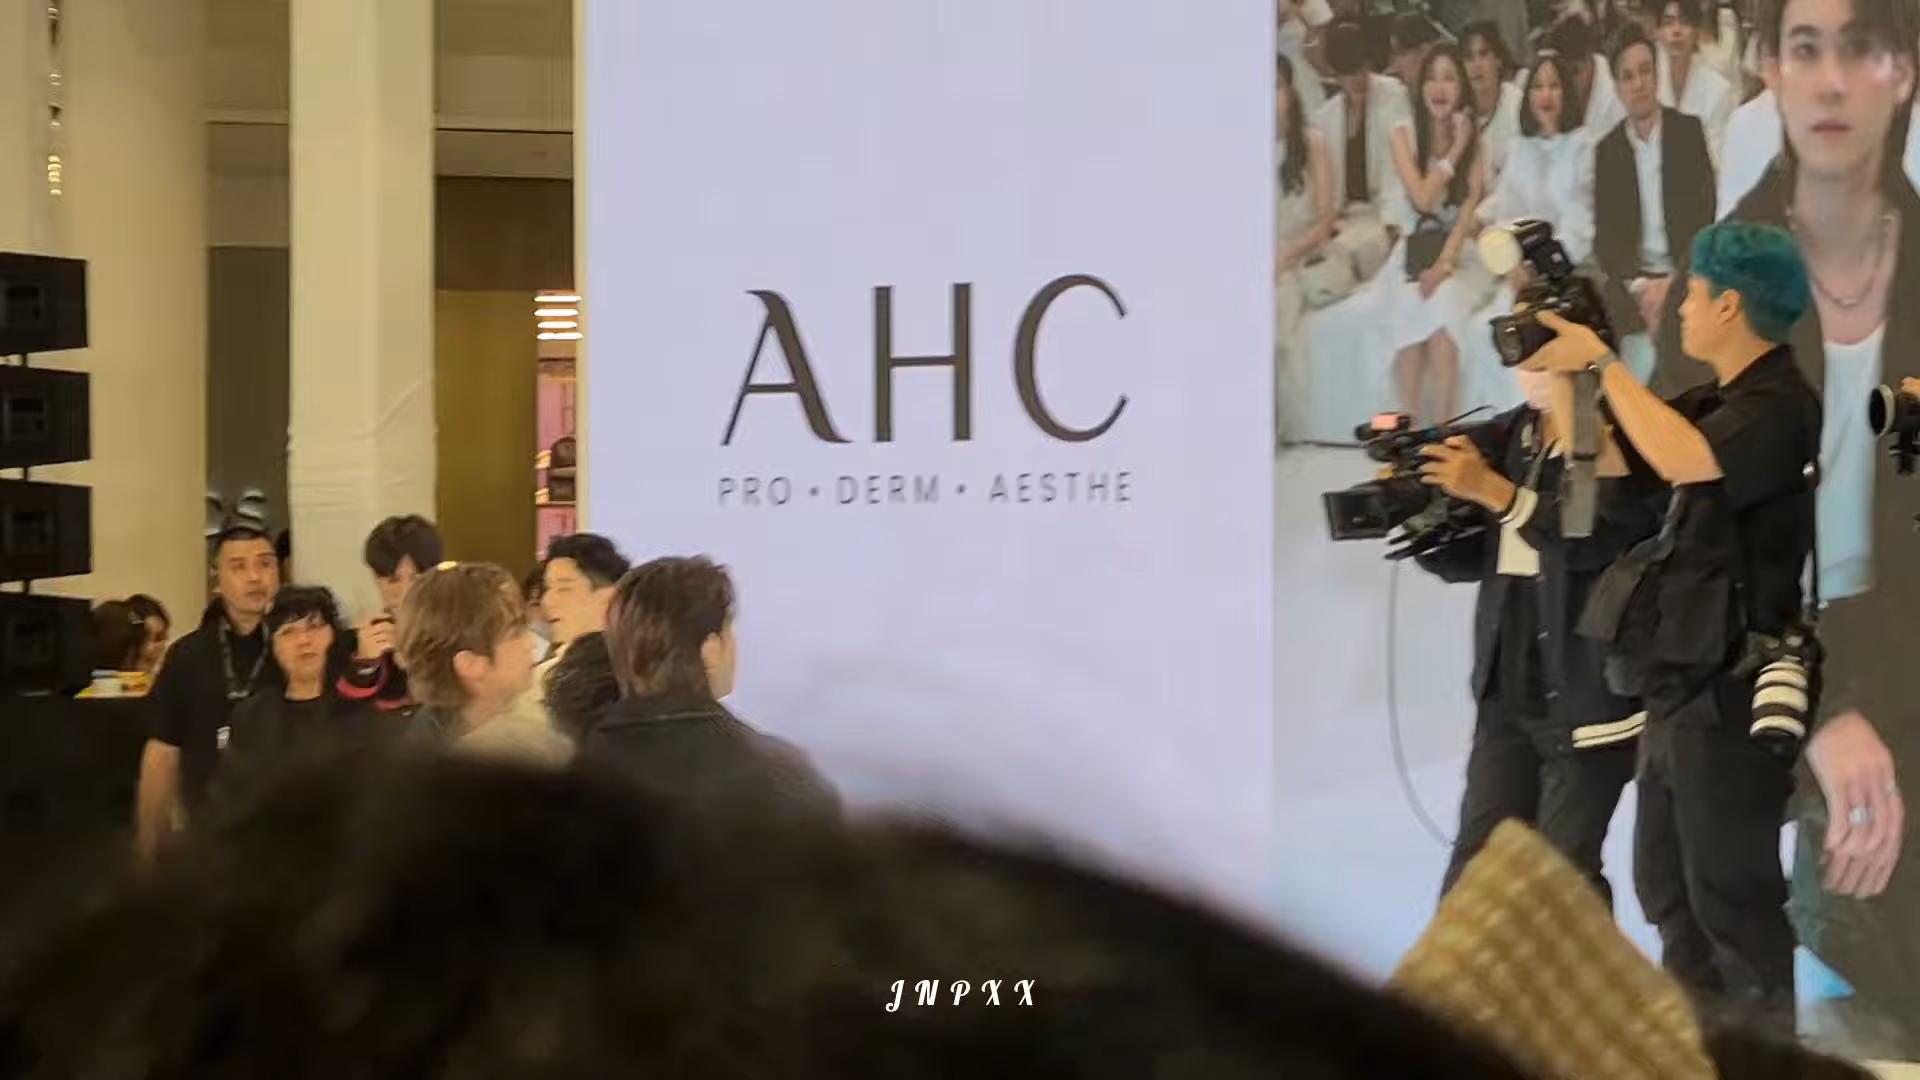 AHC
PRO • DERM • AESTHE
JNPXX